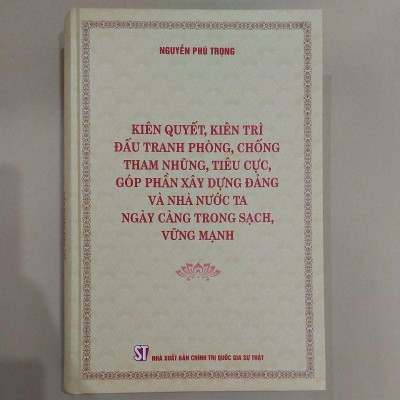 NGUYỄN PHÚ TRỌNG
KIÊN QUYẾT, KIÊN TRÌ
ĐẤU TRANH PHÒNG, CHỐNG
THAM NHŨNG, TIÊU CỰC,
GÓP PHẦN XÂY DỰNG ĐẢNG
VÀ NHÀ NƯỚC TA
NGÀY CÀNG TRONG SẠCH,
VỮNG MẠNH
ST NHÀ XUẤT BẢN CHÍNH TRỊ QUỐC GIA SỰ THẬT